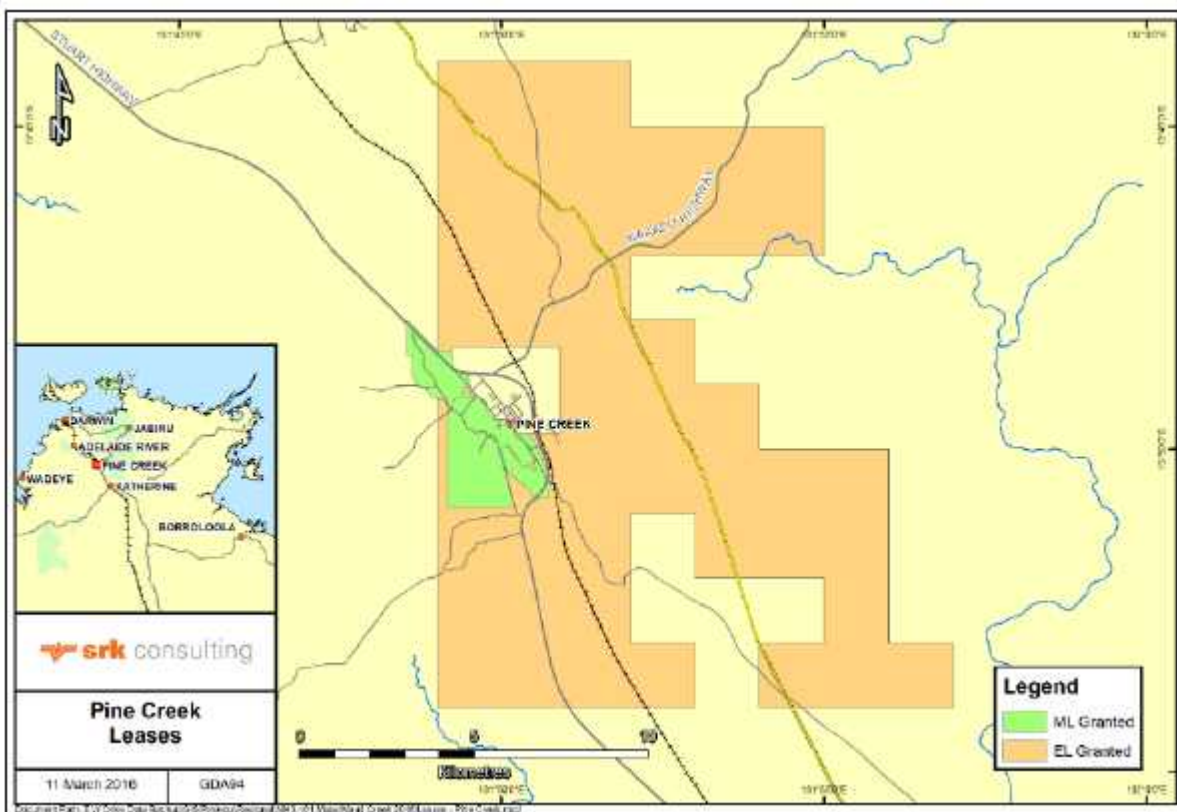 STUART HIGHWAY
N
KAKADU HIGHWAY
PINE CREEK
DARWIN
JABIRU
ADELAIDE RIVER
PINE CREEK
WADEYE
KATHERINE
BORROLOOLA
srk consulting
Pine Creek
Leases
11 March 2016
GDA94
0 5 10
Kilometres
Legend
ML Granted
EL Granted